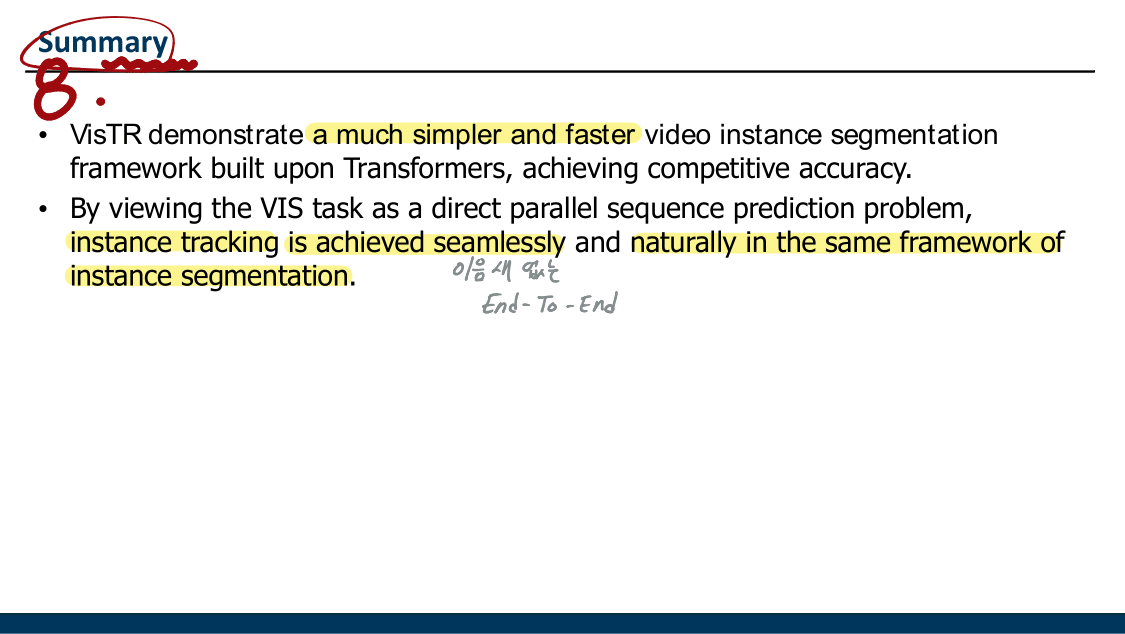 Summary
8.
• VisTR demonstrate a much simpler and faster video instance segmentation
framework built upon Transformers, achieving competitive accuracy.
• By viewing the VIS task as a direct parallel sequence prediction problem,
instance tracking is achieved seamlessly and naturally in the same framework of
instance segmentation.
이음새 없는
End-To-End